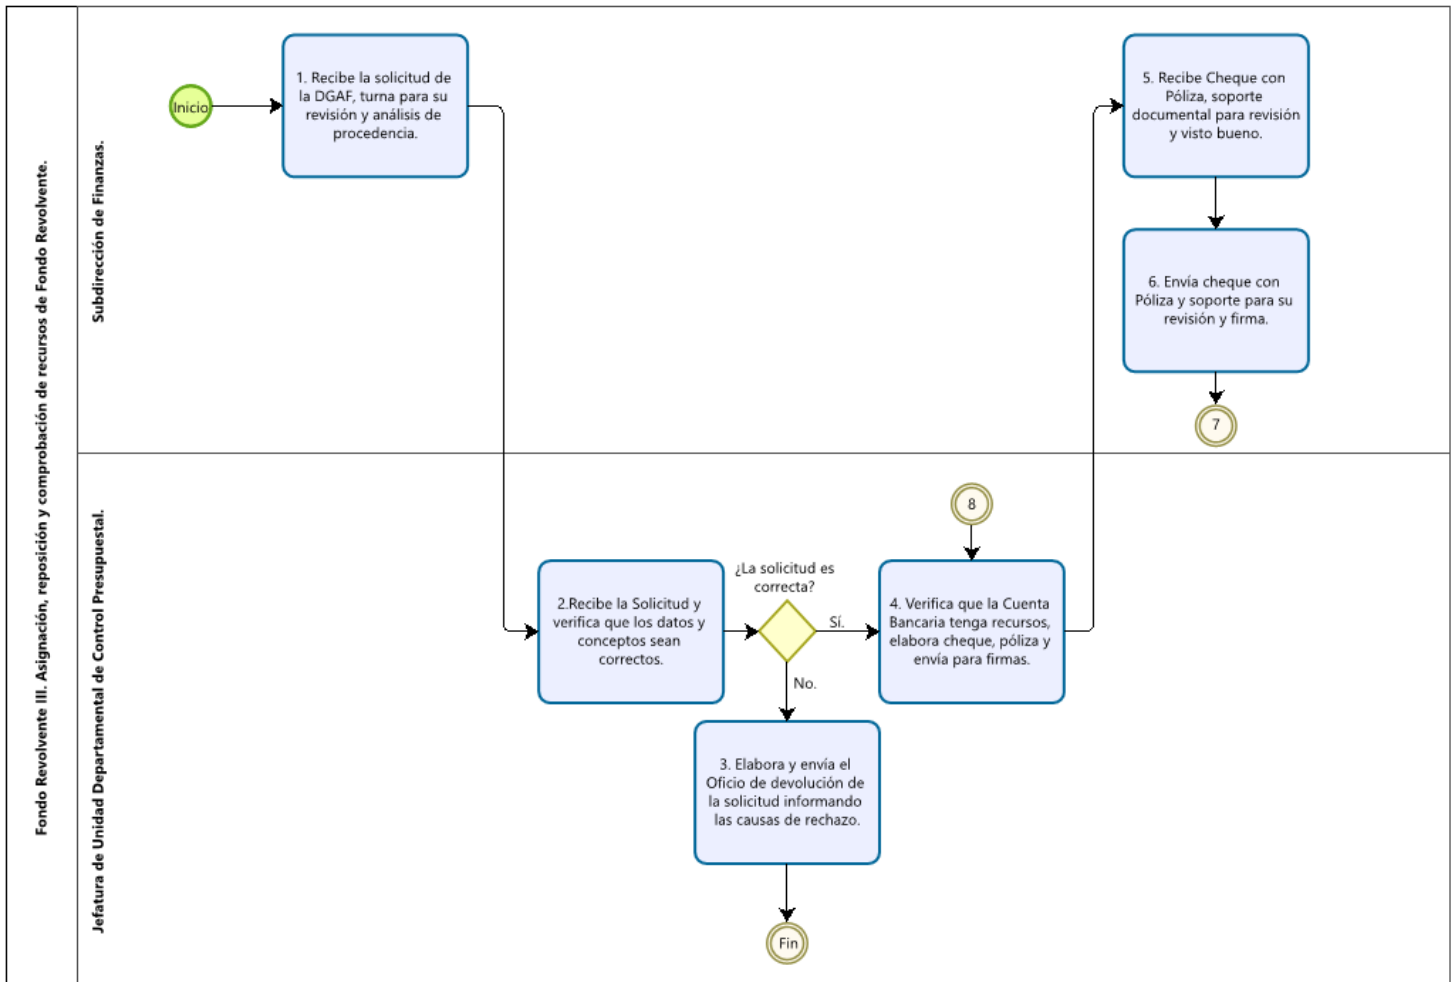 Fondo Revolvente III. Asignación, reposición y comprobación de recursos de Fondo Revolvente.
Subdirección de Finanzas.
Inicio
1. Recibe la solicitud de
la DGAF, turna para su
revisión y análisis de
procedencia.
5. Recibe Cheque con
Póliza, soporte
documental para revisión
y visto bueno.
6. Envía cheque con
Póliza y soporte para su
revisión y firma.
7
Jefatura de Unidad Departamental de Control Presupuestal.
2.Recibe la Solicitud y
verifica que los datos y
conceptos sean
correctos.
¿La solicitud es
correcta?
Sí.
No.
8
4. Verifica que la Cuenta
Bancaria tenga recursos,
elabora cheque, póliza y
envía para firmas.
3. Elabora y envía el
Oficio de devolución de
la solicitud informando
las causas de rechazo.
Fin